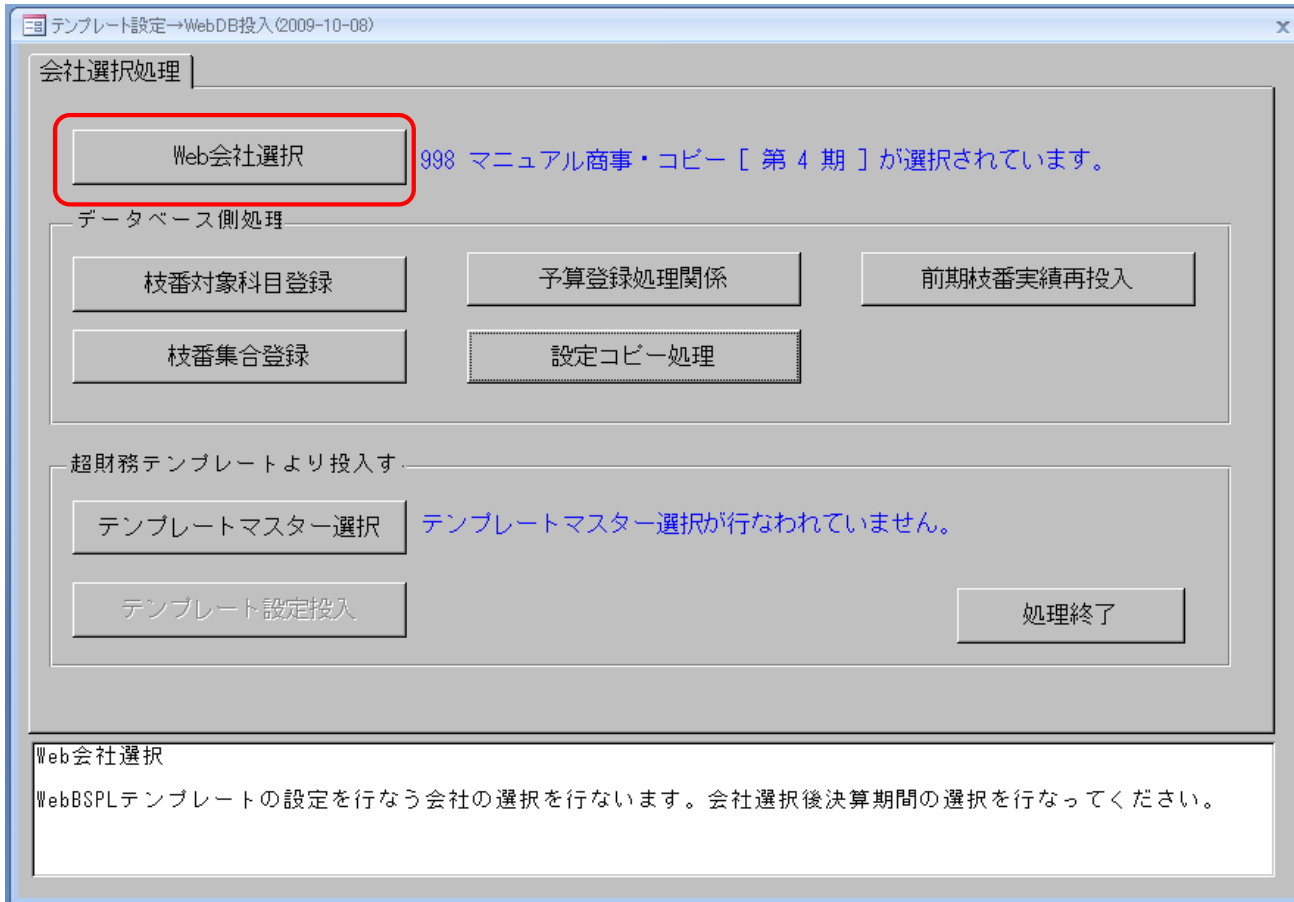 テンプレート設定→WebDB投入(2009-10-08)
x
会社選択処理
Web会社選択
998 マニュアル商事・コピー [ 第 4 期 ] が選択されています。
データベース側処理
枝番対象科目登録
予算登録処理関係
前期枝番実績再投入
枝番集合登録
設定コピー処理
超財務テンプレートより投入す
テンプレートマスター選択
テンプレートマスター選択が行なわれていません。
テンプレート設定投入
処理終了
Web会社選択
WebBSPLテンプレートの設定を行なう会社の選択を行ないます。会社選択後決算期間の選択を行なってください。